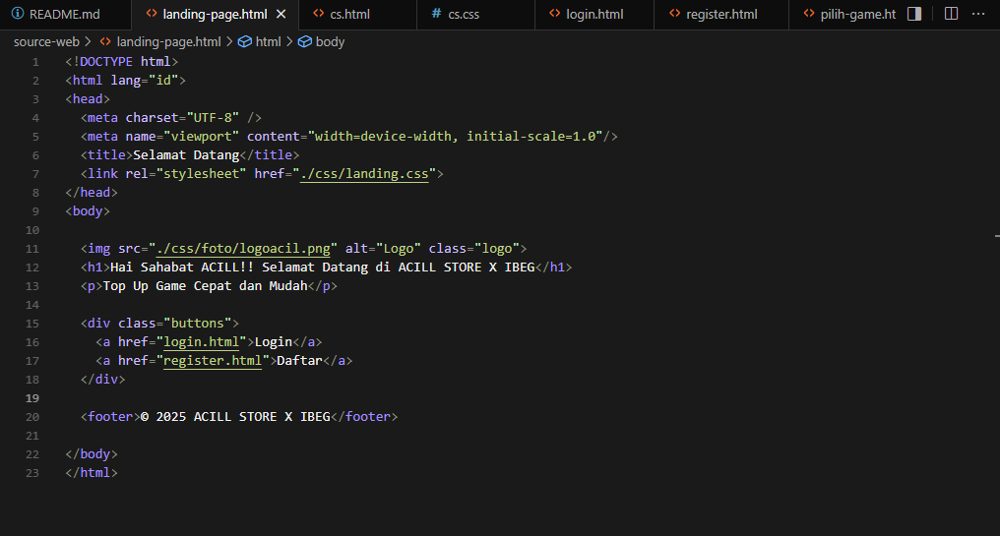 README.md landing-page.html cs.html cs.css login.html register.html pilih-game.ht
source-web > landing-page.html > html > body
1 <!DOCTYPE html>
2 <html lang="id">
3 <head>
4 <meta charset="UTF-8" />
5 <meta name="viewport" content="width=device-width, initial-scale=1.0"/>
6 <title>Selamat Datang</title>
7 <link rel="stylesheet" href="./css/landing.css">
8 </head>
9 <body>
10
11 <img src="./css/foto/logoacil.png" alt="Logo" class="logo">
12 <h1>Hai Sahabat ACILL!! Selamat Datang di ACILL STORE X IBEG</h1>
13 <p>Top Up Game Cepat dan Mudah</p>
14
15 <div class="buttons">
16 <a href="login.html">Login</a>
17 <a href="register.html">Daftar</a>
18 </div>
19
20 <footer>© 2025 ACILL STORE X IBEG</footer>
21
22 </body>
23 </html>